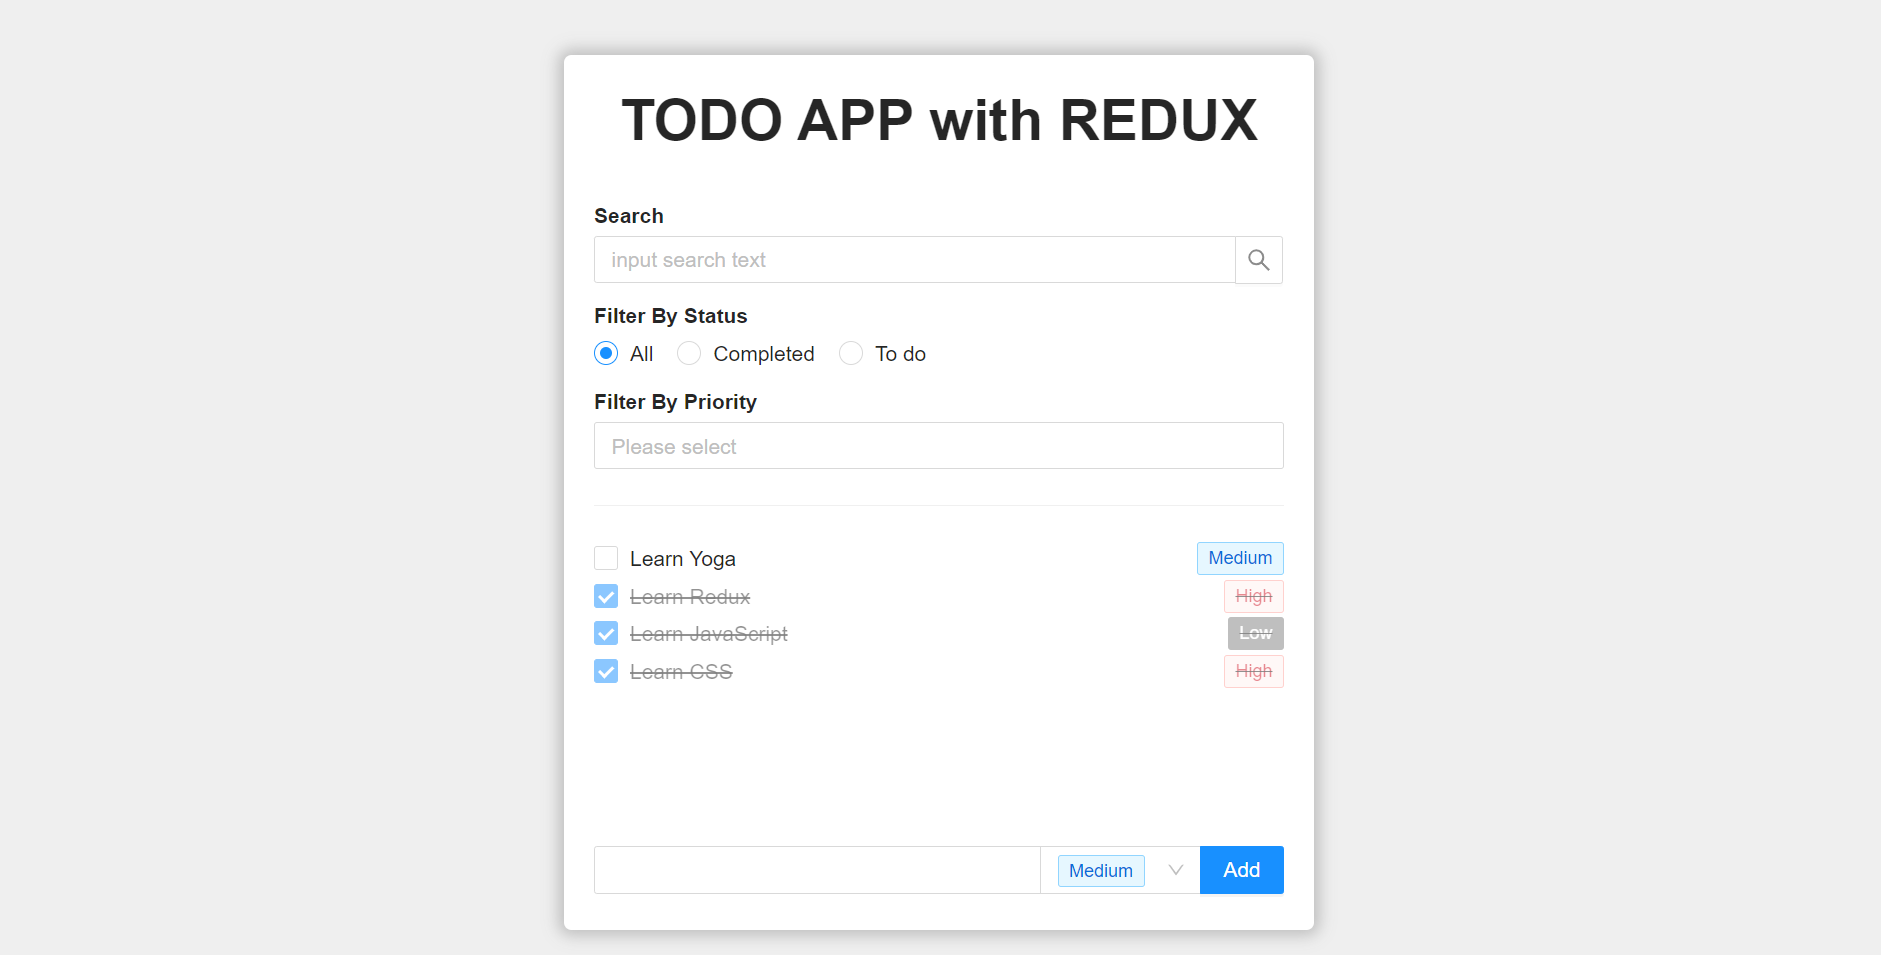 TODO APP with REDUX
Search
input search text
Filter By Status
All Completed To do
Filter By Priority
Please select
Learn Yoga Medium
Learn Redux High
Learn JavaScript Low
Learn CSS High
Medium Add